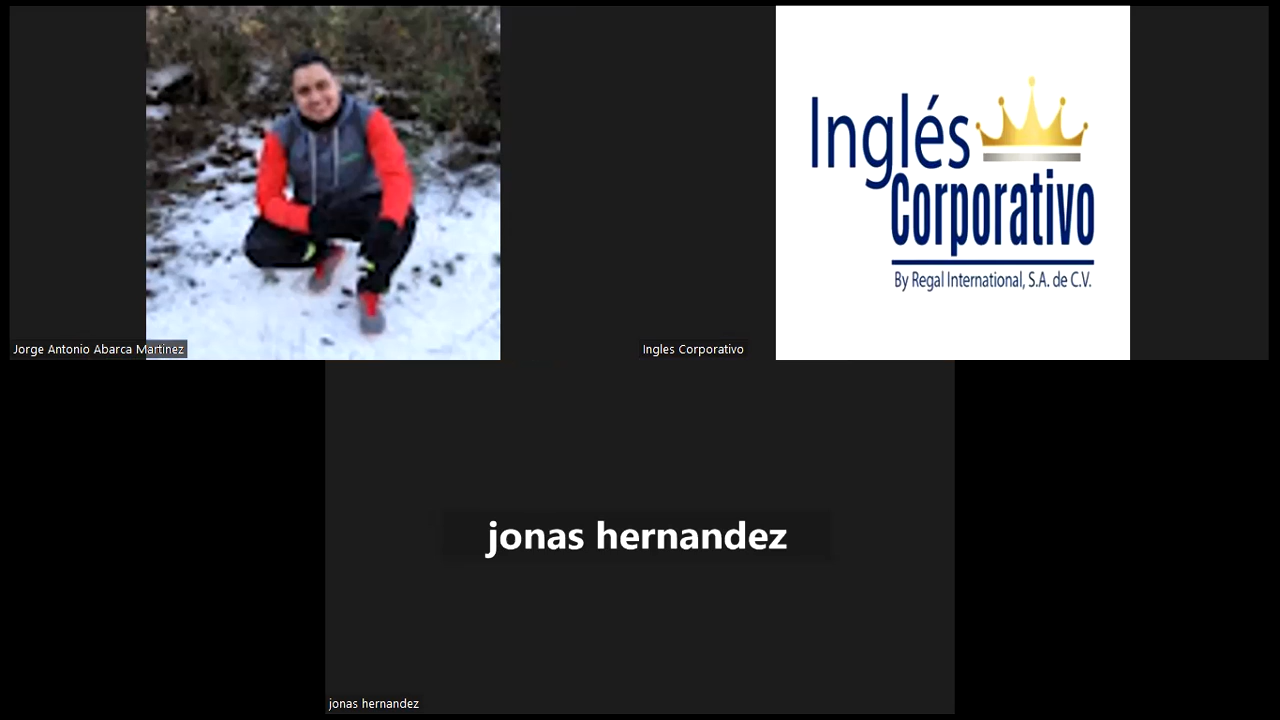 Inglés
Corporativo
By Regal International, S.A. de C.V.
Jorge Antonio Abarca Martinez
Ingles Corporativo
jonas hernandez
jonas hernandez